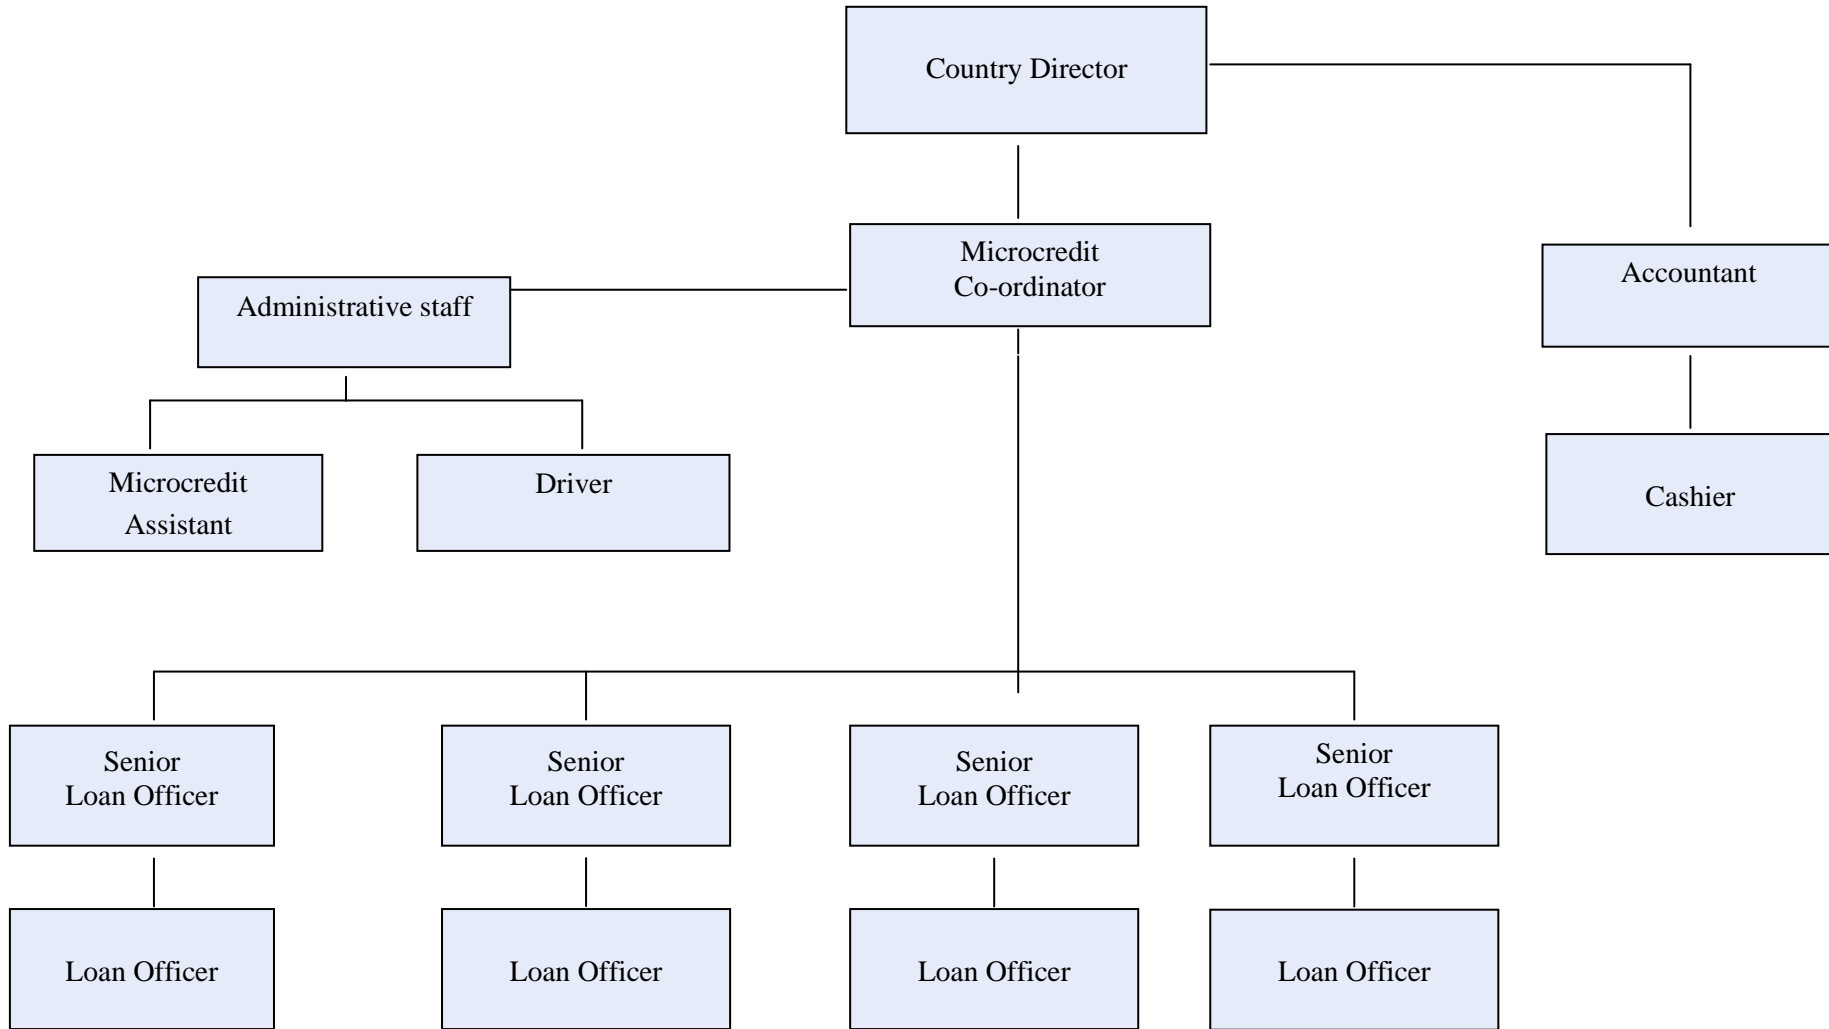 Country Director
Microcredit
Co-ordinator
Accountant
Administrative staff
Microcredit
Assistant
Driver
Cashier
Senior
Loan Officer
Senior
Loan Officer
Senior
Loan Officer
Senior
Loan Officer
Loan Officer
Loan Officer
Loan Officer
Loan Officer